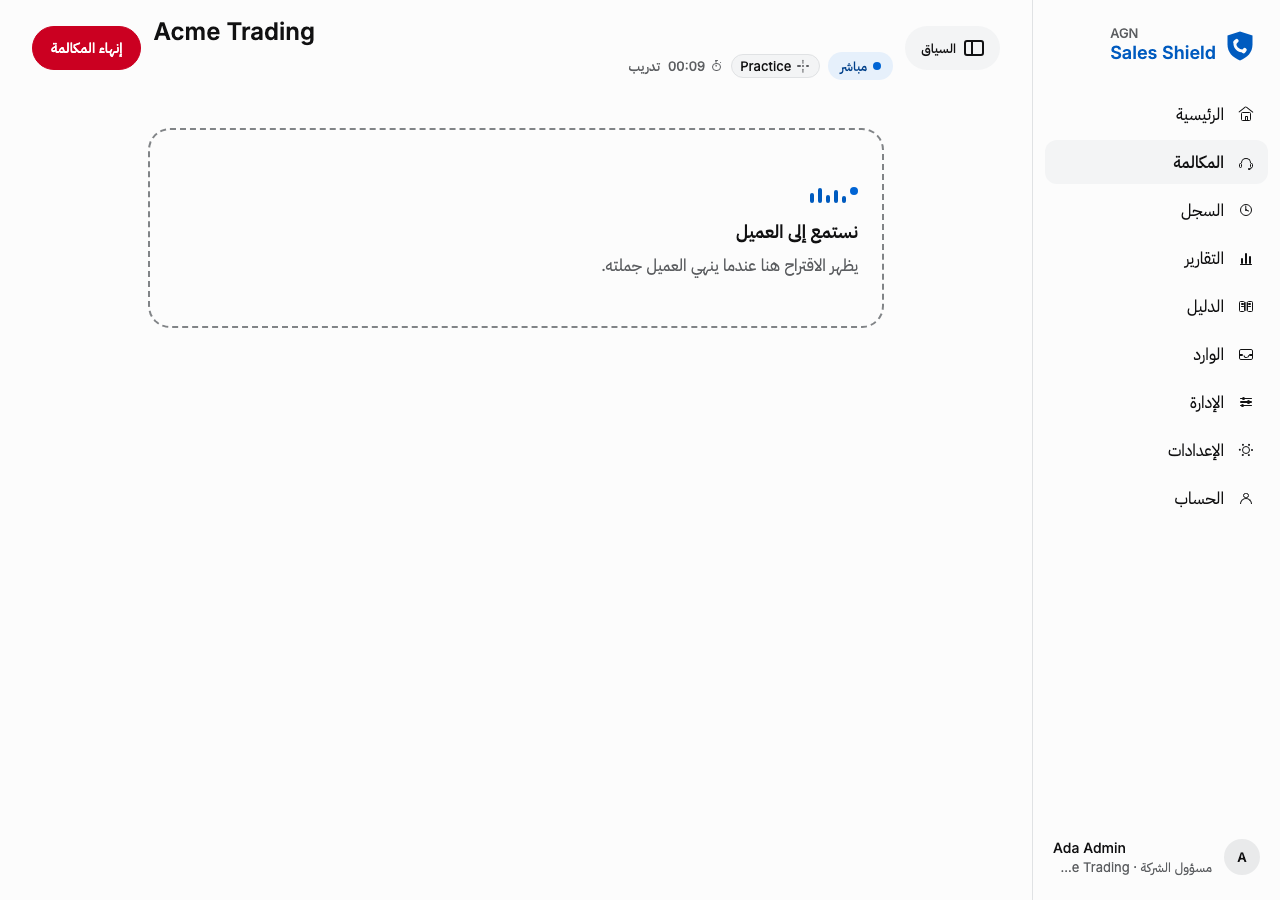 AGN
Sales Shield
الرئيسية
المكالمة
السجل
التقارير
الدليل
الوارد
الإدارة
الإعدادات
الحساب
A
Ada Admin
مسؤول الشركة · e Trading...
السياق
Acme Trading
مباشر
Practice
00:09
تدريب
إنهاء المكالمة
نستمع إلى العميل
يظهر الاقتراح هنا عندما ينهي العميل جملته.